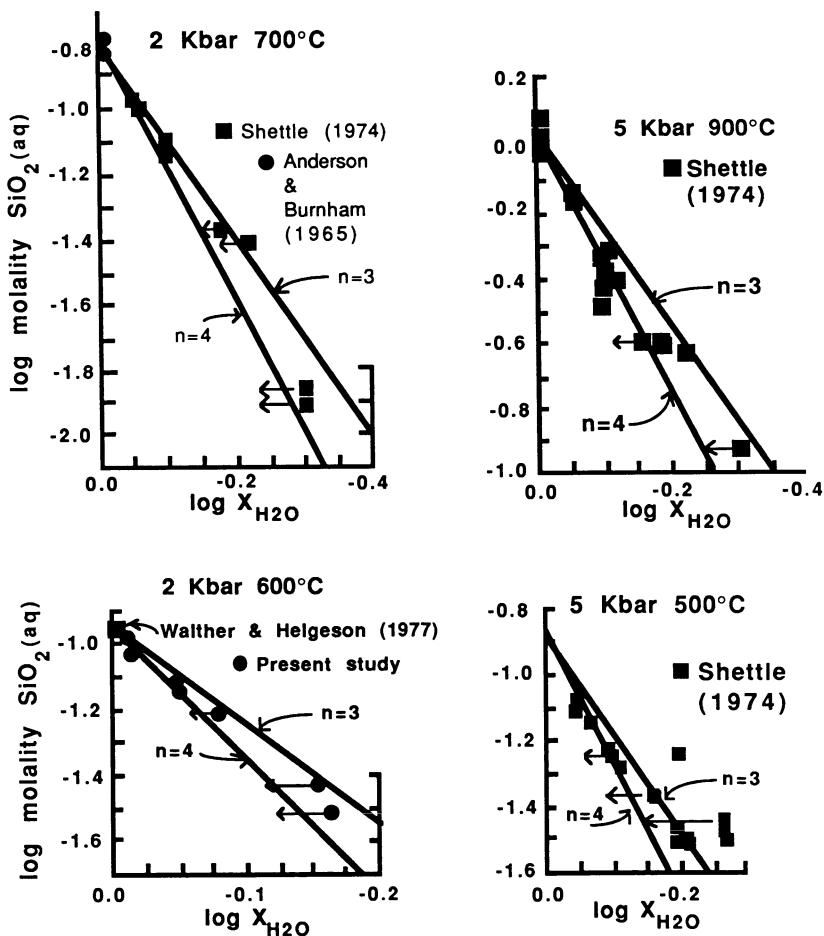 2 Kbar 700°C
log molality SiO2(aq)
-0.8
-1.0
-1.2
-1.4
-1.6
-1.8
-2.0
Shettle (1974)
Anderson
&
Burnham
(1965)
n=3
n=4
0.0
-0.2
-0.4
log XH2O
5 Kbar 900°C
0.2
0.0
-0.2
-0.4
-0.6
-0.8
-1.0
Shettle
(1974)
n=3
n=4
0.0
-0.2
-0.4
log XH2O
2 Kbar 600°C
log molality SiO2(aq)
-1.0
-1.2
-1.4
-1.6
Walther & Helgeson (1977)
Present study
n=3
n=4
0.0
-0.1
-0.2
log XH2O
5 Kbar 500°C
-0.8
-1.0
-1.2
-1.4
-1.6
Shettle
(1974)
n=3
n=4
0.0
-0.2
log XH2O